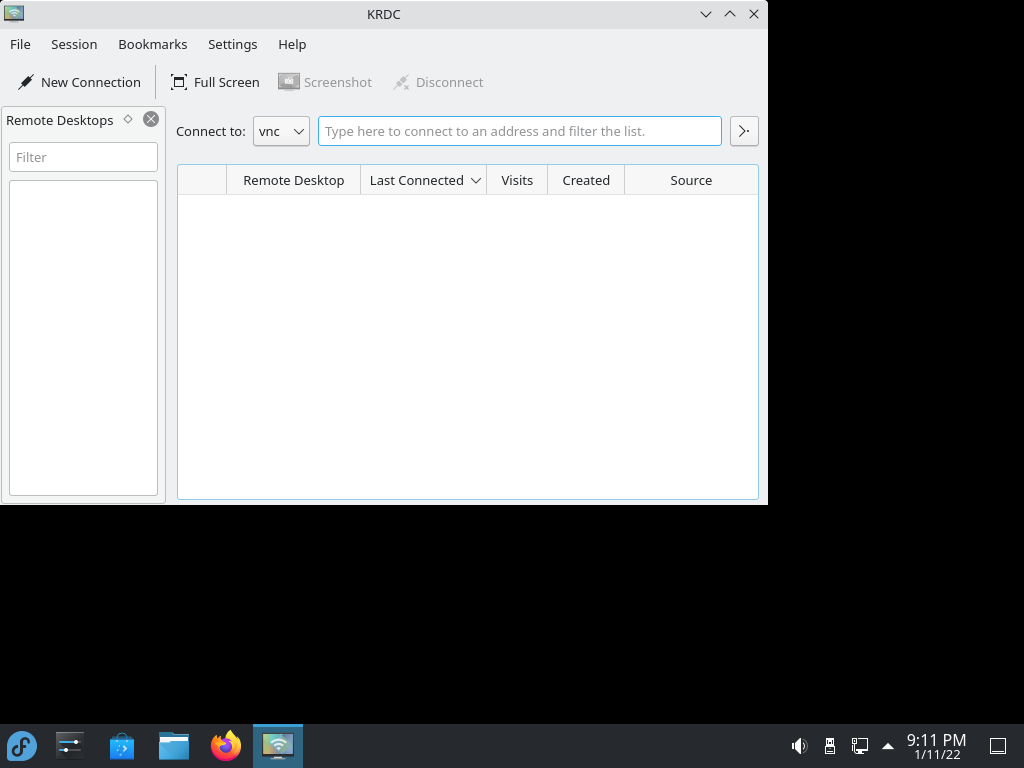 KRDC
File Session Bookmarks Settings Help
New Connection Full Screen Screenshot Disconnect
Remote Desktops
Connect to: vnc Type here to connect to an address and filter the list.
Filter
Remote Desktop Last Connected Visits Created Source
9:11 PM
1/11/22